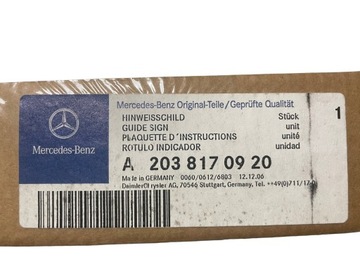 Mercedes-Benz
Mercedes-Benz Original-Teile/Geprüfte Qualität
HINWEISSCHILD Stück 1
GUIDE SIGN unit
PLAQUETTE D´INSTRUCTIONS unité
ROTULO INDICADOR unidad
A 203 817 09 20
Made in GERMANY 0060/0612/6803 12.12.06
DaimlerChrysler AG, 70546 Stuttgart, Germany, Tel. ++49(0)711/17-0